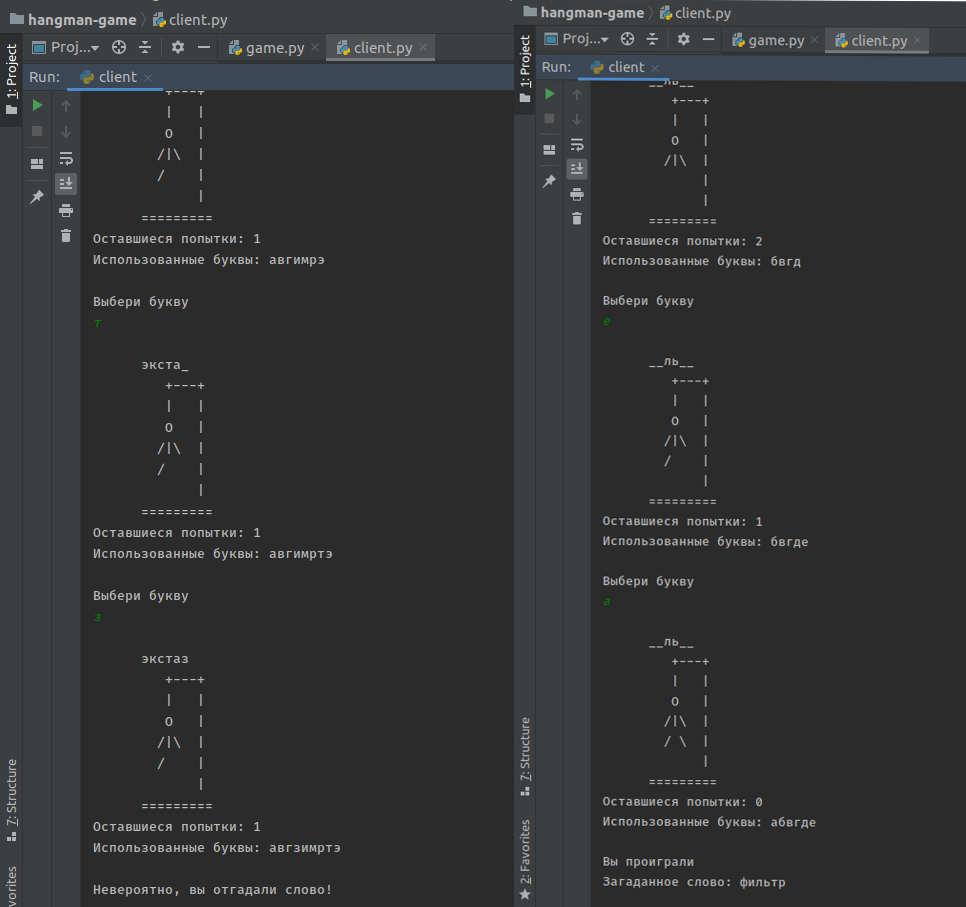 hangman-game 〉 client.py
Proj... game.py × client.py ×
Run: client ×
1: Project
+---+
|   |
O   |
/|\  |
/    |
|
=========
Оставшиеся попытки: 1
Использованные буквы: авгимрэ
Выбери букву
т
экста_
+---+
|   |
O   |
/|\  |
/    |
|
=========
Оставшиеся попытки: 1
Использованные буквы: авгимртэ
Выбери букву
з
экстаз
+---+
|   |
O   |
/|\  |
/    |
|
=========
Оставшиеся попытки: 1
Использованные буквы: авгзимртэ
Невероятно, вы отгадали слово!
7: Structure
vorites
hangman-game 〉 client.py
Proj... game.py × client.py ×
Run: client ×
1: Project
__ль__
+---+
|   |
O   |
/|\  |
|
|
=========
Оставшиеся попытки: 2
Использованные буквы: бвгд
Выбери букву
е
__ль__
+---+
|   |
O   |
/|\  |
/    |
|
=========
Оставшиеся попытки: 1
Использованные буквы: бвгде
Выбери букву
а
__ль__
+---+
|   |
O   |
/|\  |
/ \  |
|
=========
Оставшиеся попытки: 0
Использованные буквы: абвгде
Вы проиграли
Загаданное слово: фильтр
7: Structure
2: Favorites